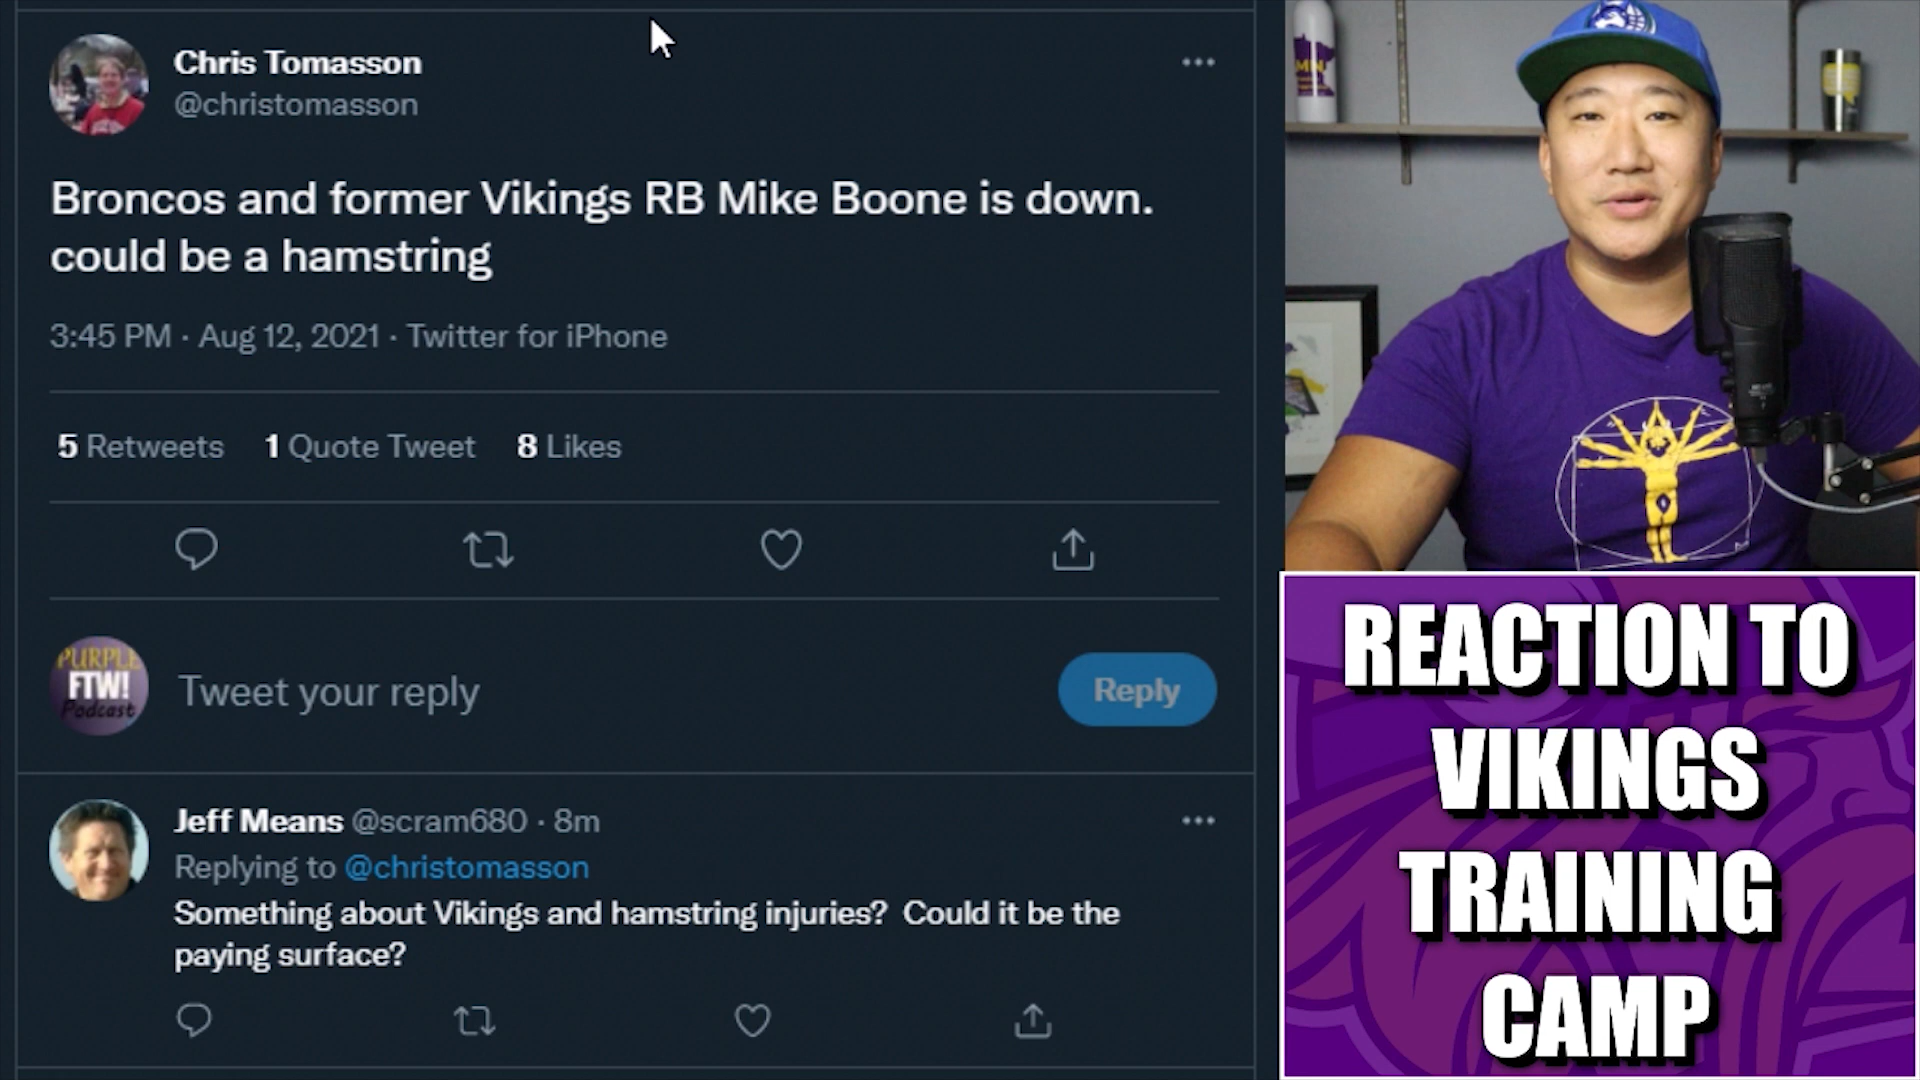 Chris Tomasson
@christomasson
Broncos and former Vikings RB Mike Boone is down.
could be a hamstring
3:45 PM · Aug 12, 2021 · Twitter for iPhone
5 Retweets 1 Quote Tweet 8 Likes
PURPLE
FTW!
Podcast
Tweet your reply
Reply
Jeff Means @scram680 · 8m
Replying to @christomasson
Something about Vikings and hamstring injuries? Could it be the
paying surface?
REACTION TO
VIKINGS
TRAINING
CAMP